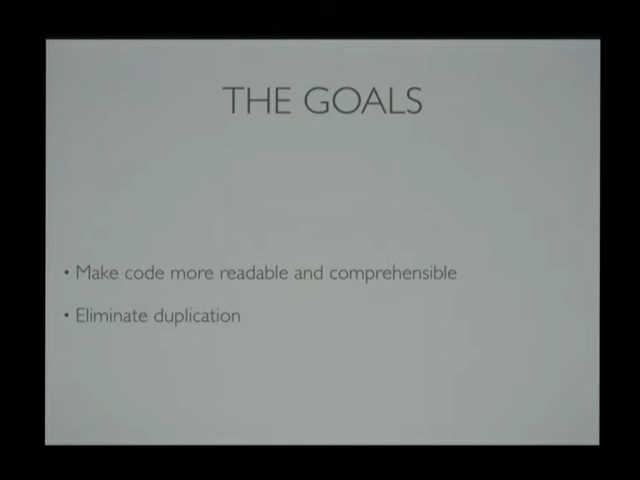 THE GOALS
• Make code more readable and comprehensible
• Eliminate duplication